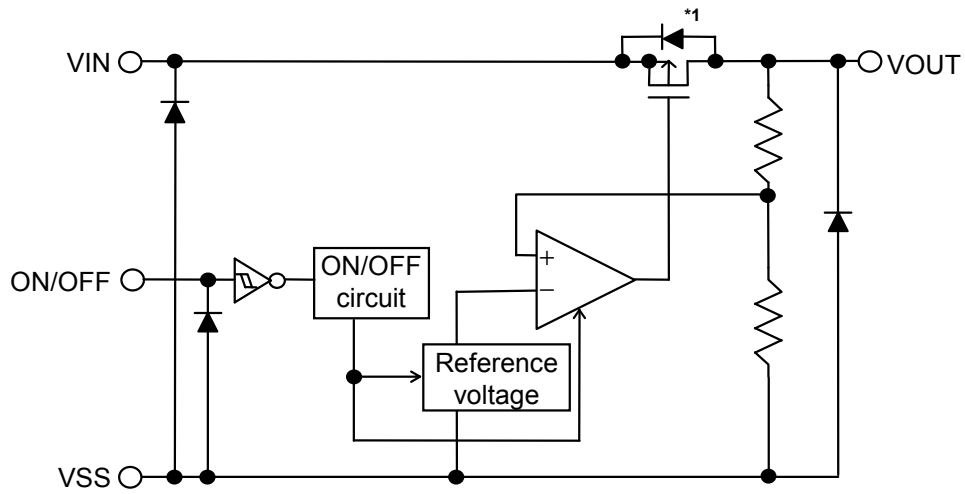 *1
VIN
VOUT
ON/OFF
ON/OFF
circuit
+
−
Reference
voltage
VSS